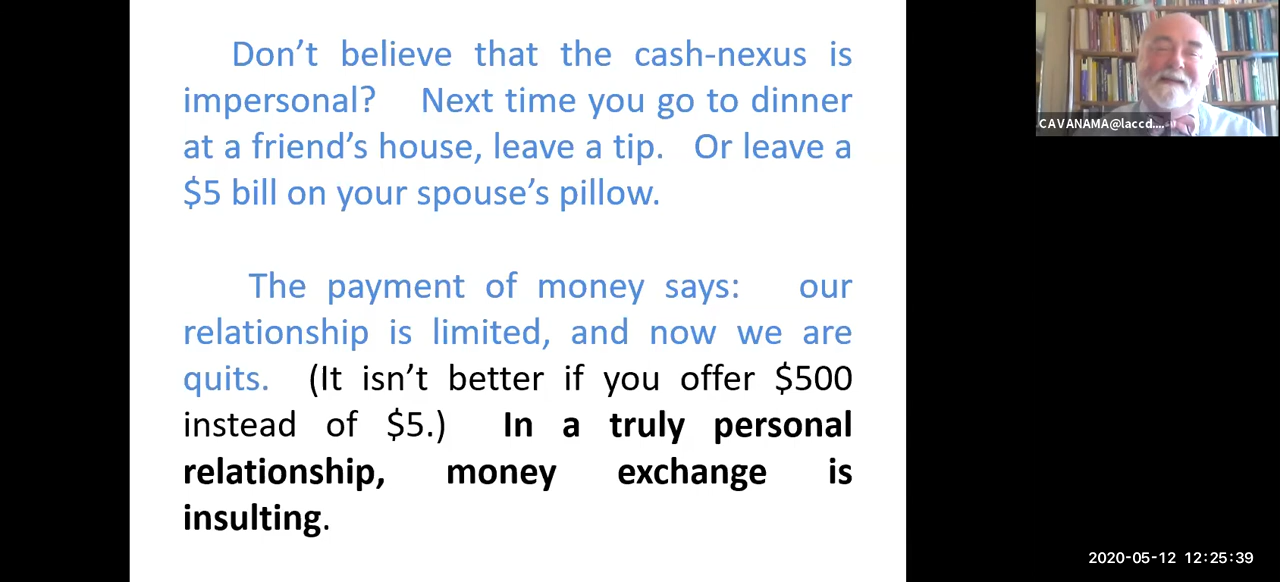 Don’t believe that the cash-nexus is
impersonal? Next time you go to dinner
at a friend’s house, leave a tip. Or leave a
$5 bill on your spouse’s pillow.
The payment of money says: our
relationship is limited, and now we are
quits. (It isn’t better if you offer $500
instead of $5.) In a truly personal
relationship, money exchange is
insulting.
CAVANAMA@laccd....
2020-05-12 12:25:39